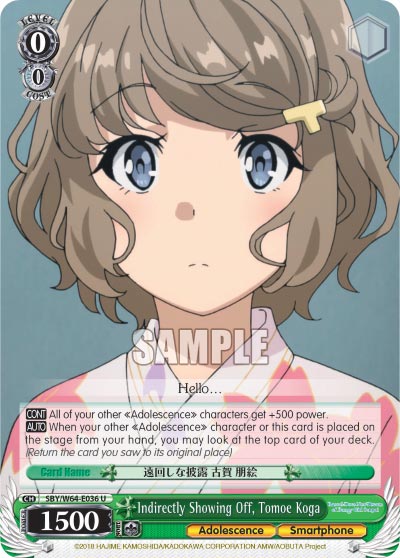 LEVEL
0
0
COST
SAMPLE
Hello…
CONT All of your other «Adolescence» characters get +500 power.
AUTO When your other «Adolescence» character or this card is placed on
the stage from your hand, you may look at the top card of your deck.
(Return the card you saw to its original place)
Card Name 遠回しな披露 古賀 朋絵
CH SBY/W64-E036 U
Indirectly Showing Off, Tomoe Koga
POWER 1500
Adolescence Smartphone
©2018 HAJIME KAMOSHIDA/KADOKAWA CORPORATION AMW/AOBUTA Project